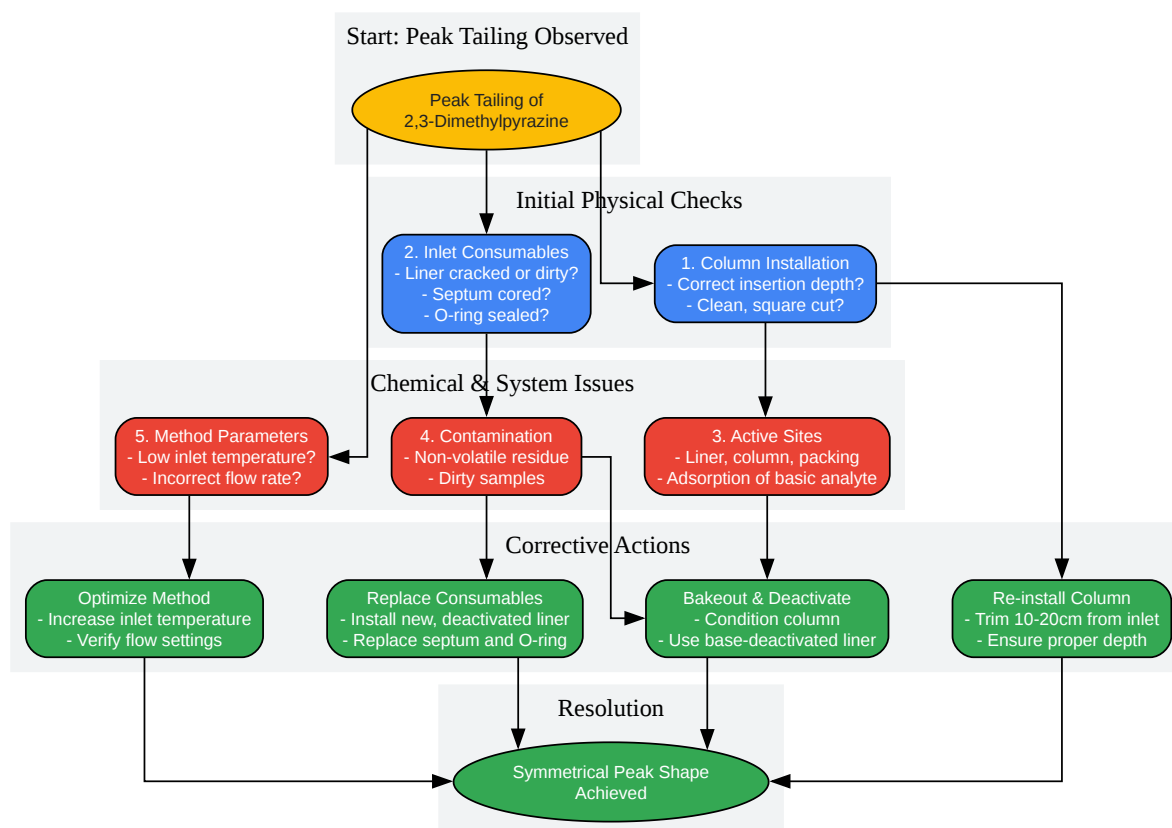 Start: Peak Tailing Observed
Peak Tailing of
2,3-Dimethylpyrazine
Initial Physical Checks
2. Inlet Consumables
- Liner cracked or dirty?
- Septum cored?
- O-ring sealed?
1. Column Installation
- Correct insertion depth?
- Clean, square cut?
Chemical & System Issues
5. Method Parameters
- Low inlet temperature?
- Incorrect flow rate?
4. Contamination
- Non-volatile residue
- Dirty samples
3. Active Sites
- Liner, column, packing
- Adsorption of basic analyte
Corrective Actions
Optimize Method
- Increase inlet temperature
- Verify flow settings
Replace Consumables
- Install new, deactivated liner
- Replace septum and O-ring
Bakeout & Deactivate
- Condition column
- Use base-deactivated liner
Re-install Column
- Trim 10-20cm from inlet
- Ensure proper depth
Resolution
Symmetrical Peak Shape
Achieved